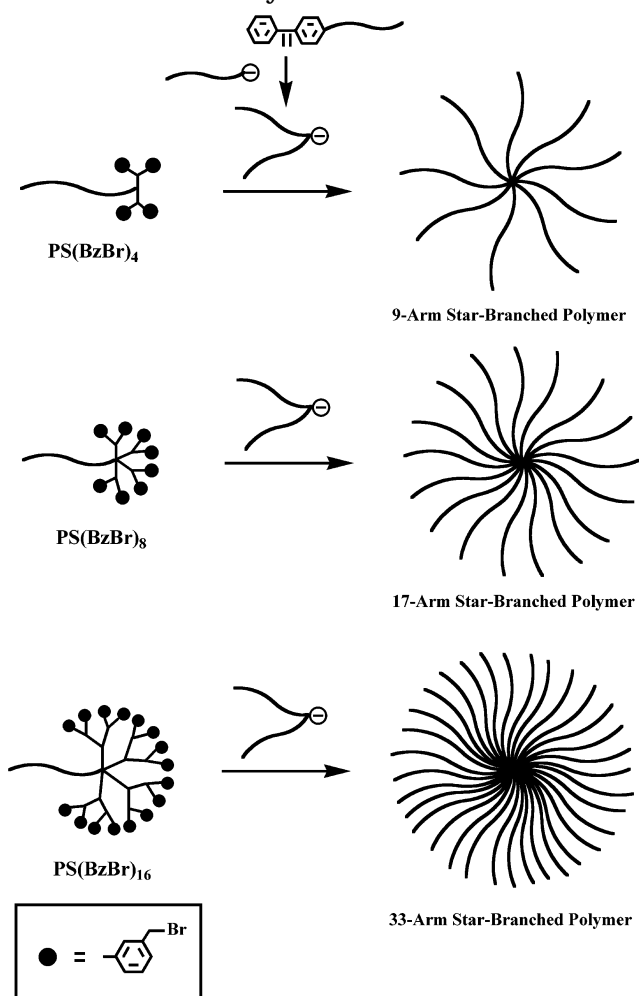 PS(BzBr)4
9-Arm Star-Branched Polymer
PS(BzBr)8
17-Arm Star-Branched Polymer
PS(BzBr)16
33-Arm Star-Branched Polymer
= Br